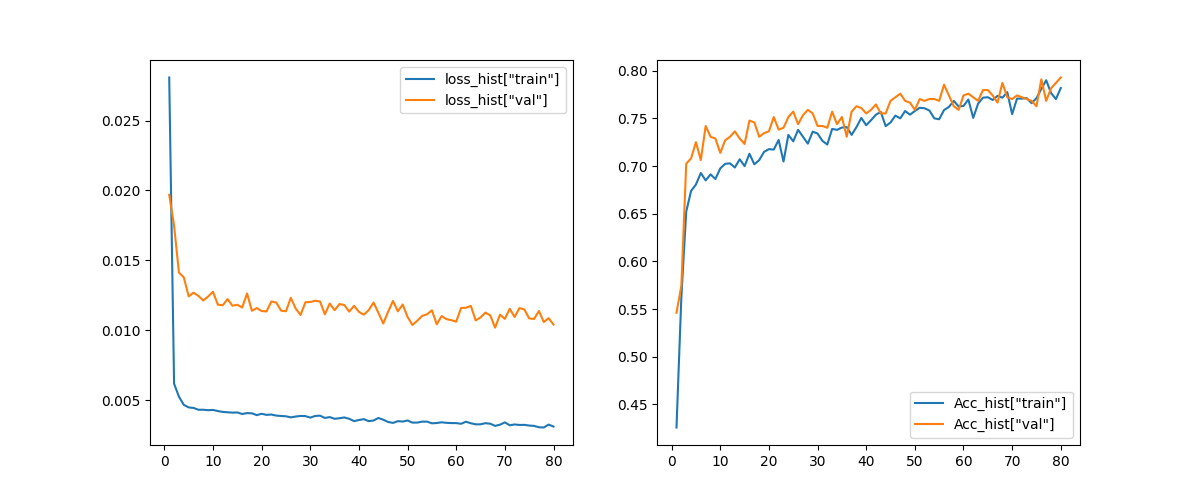 loss_hist["train"]
loss_hist["val"]
0.025
0.020
0.015
0.010
0.005
0 10 20 30 40 50 60 70 80
0.80
0.75
0.70
0.65
0.60
0.55
0.50
0.45
Acc_hist["train"]
Acc_hist["val"]
0 10 20 30 40 50 60 70 80